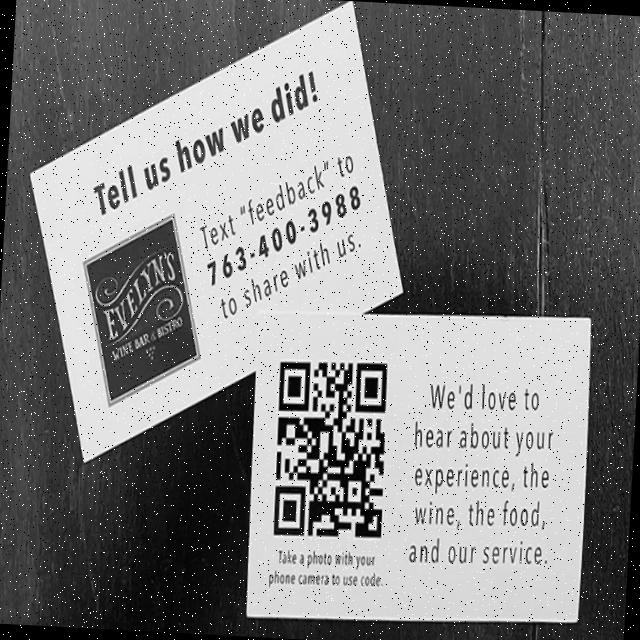 Tell us how we did!
Text "feedback" to
763-400-3988
to share with us.
EVELYN'S
WINE BAR & BISTRO
We'd love to
hear about your
experience, the
wine, the food,
and our service.
Take a photo with your
phone camera to use code.